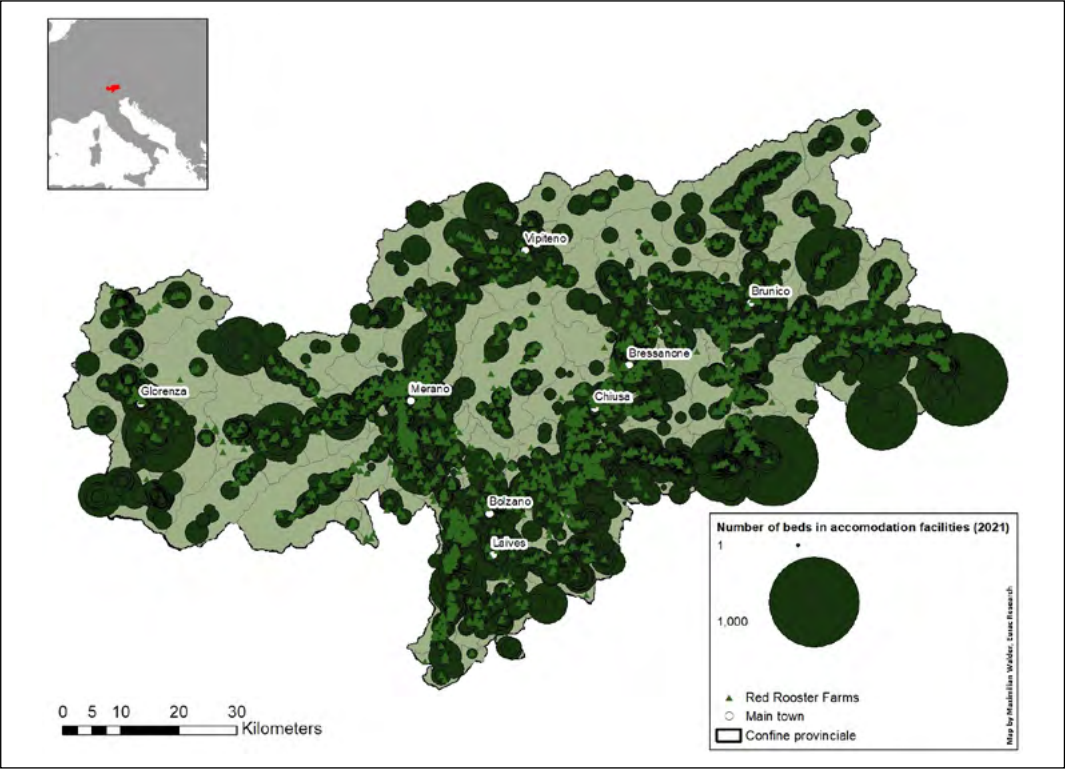 Vipiteno
Brunico
Bressanone
Glorenza
Merano
Chiusa
Bolzano
Laives
Number of beds in accomodation facilities (2021)
1
1,000
Red Rooster Farms
Main town
Confine provinciale
Map by Maximilian Walder, Eurac Research
0 5 10 20 30
Kilometers